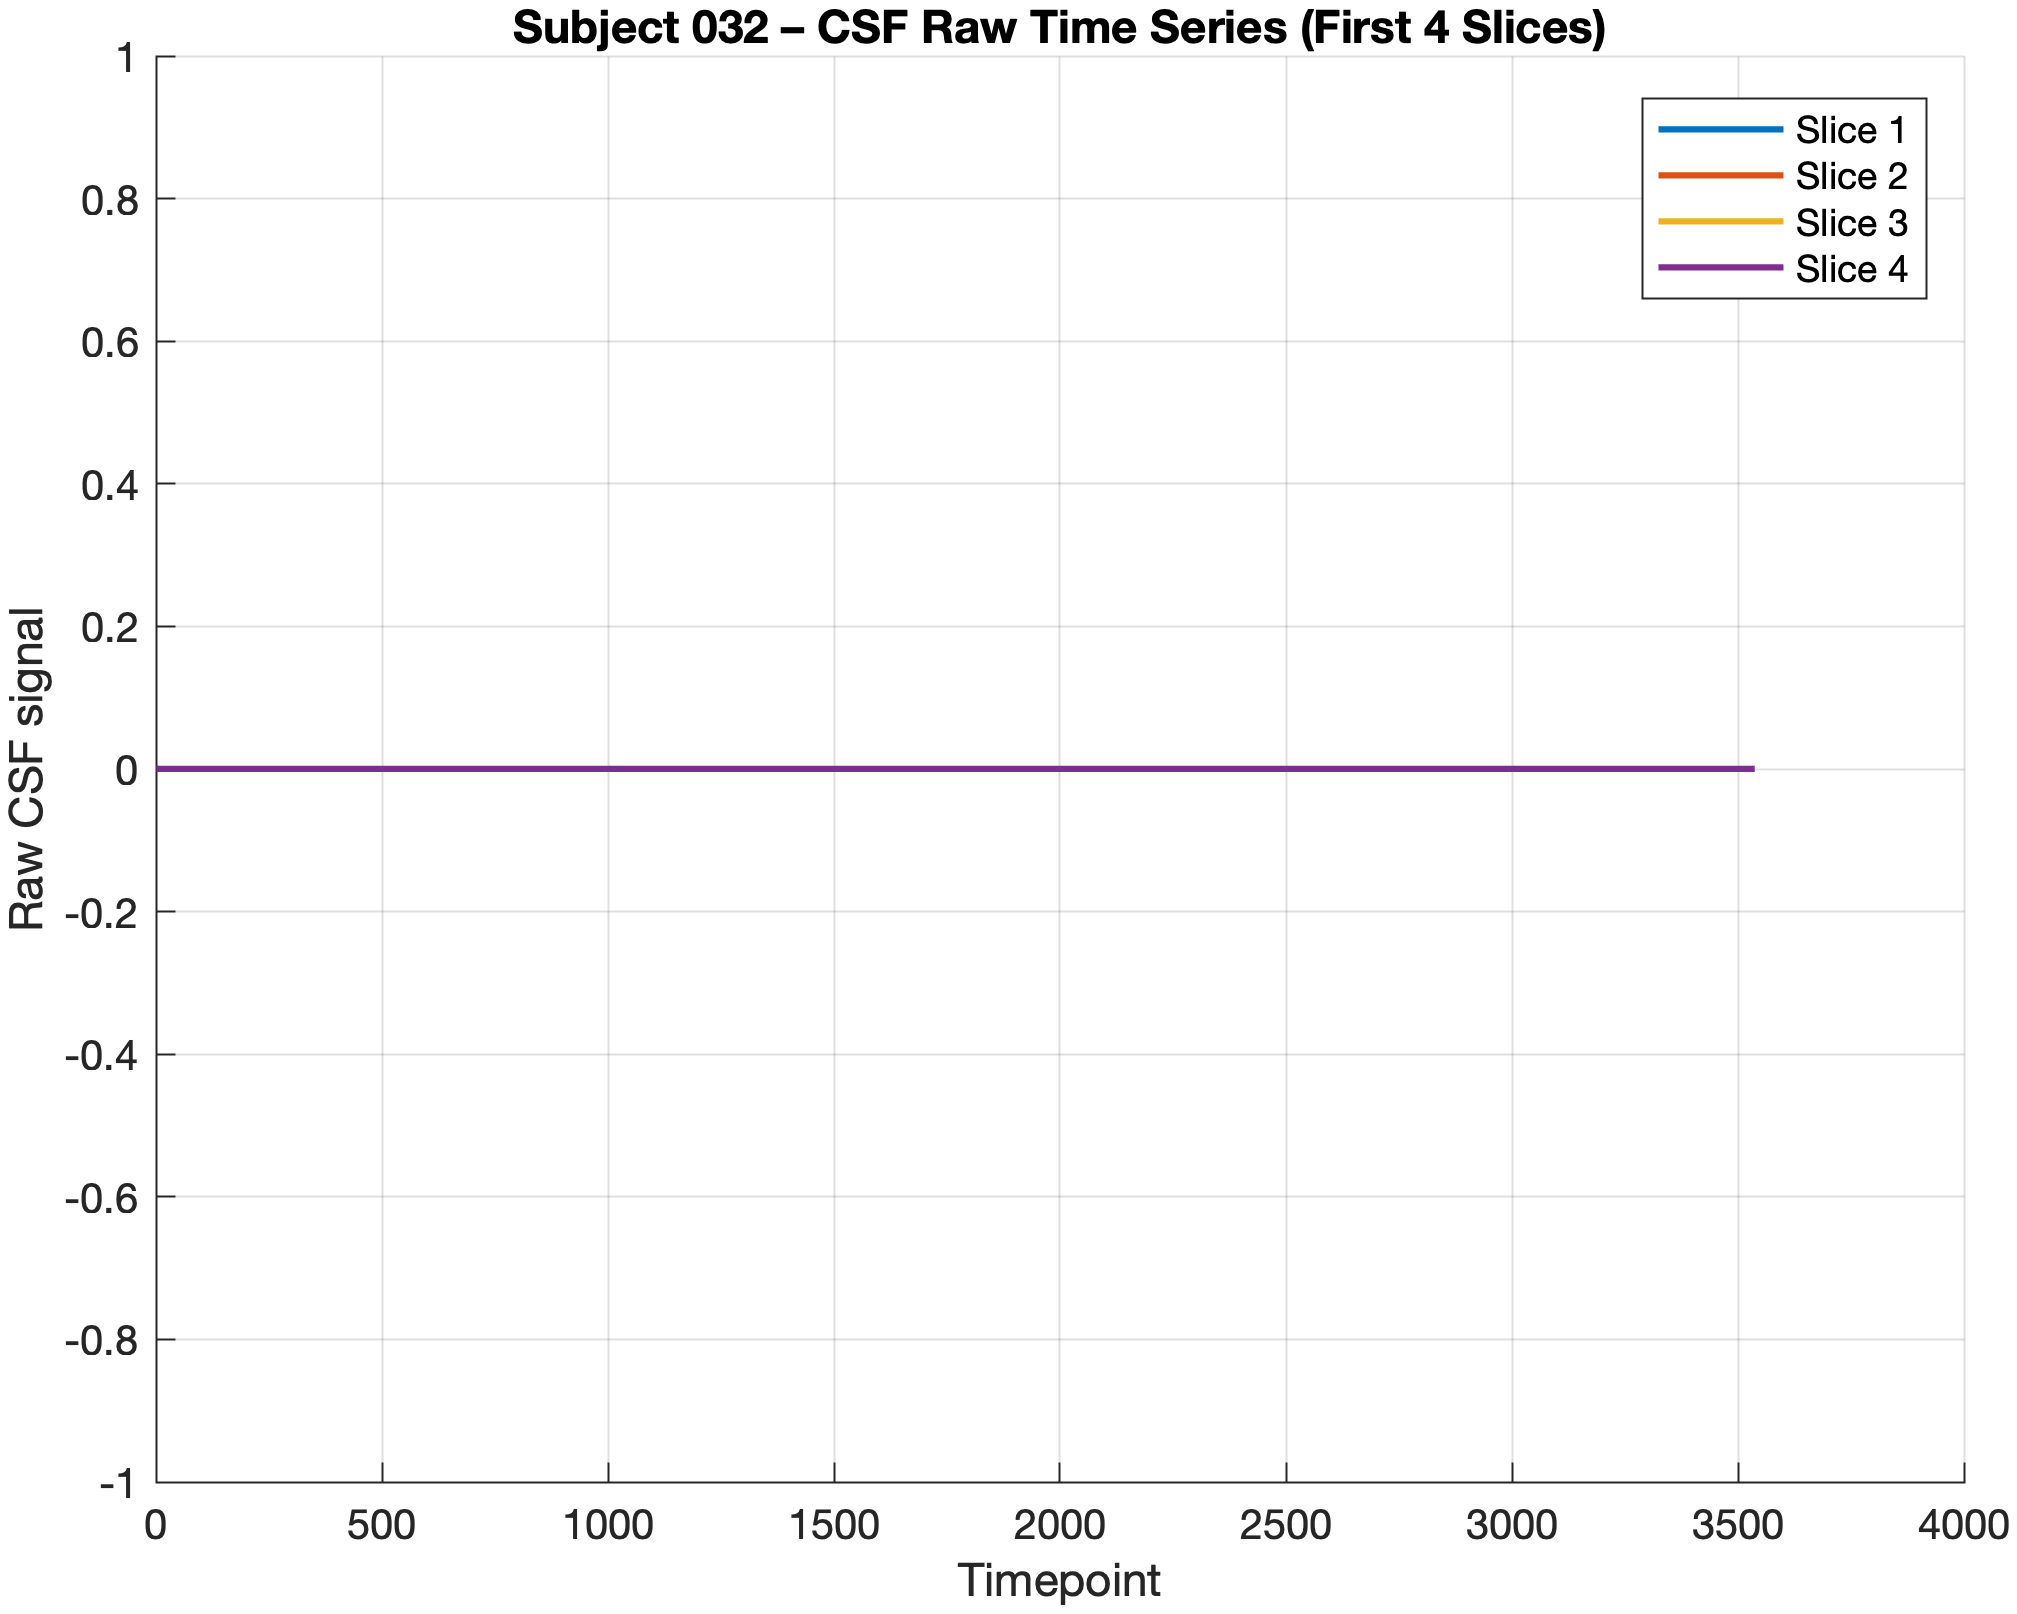 Subject 032 – CSF Raw Time Series (First 4 Slices)
1
0.8
0.6
0.4
0.2
0
-0.2
-0.4
-0.6
-0.8
-1
Raw CSF signal
Slice 1
Slice 2
Slice 3
Slice 4
0 500 1000 1500 2000 2500 3000 3500 4000
Timepoint